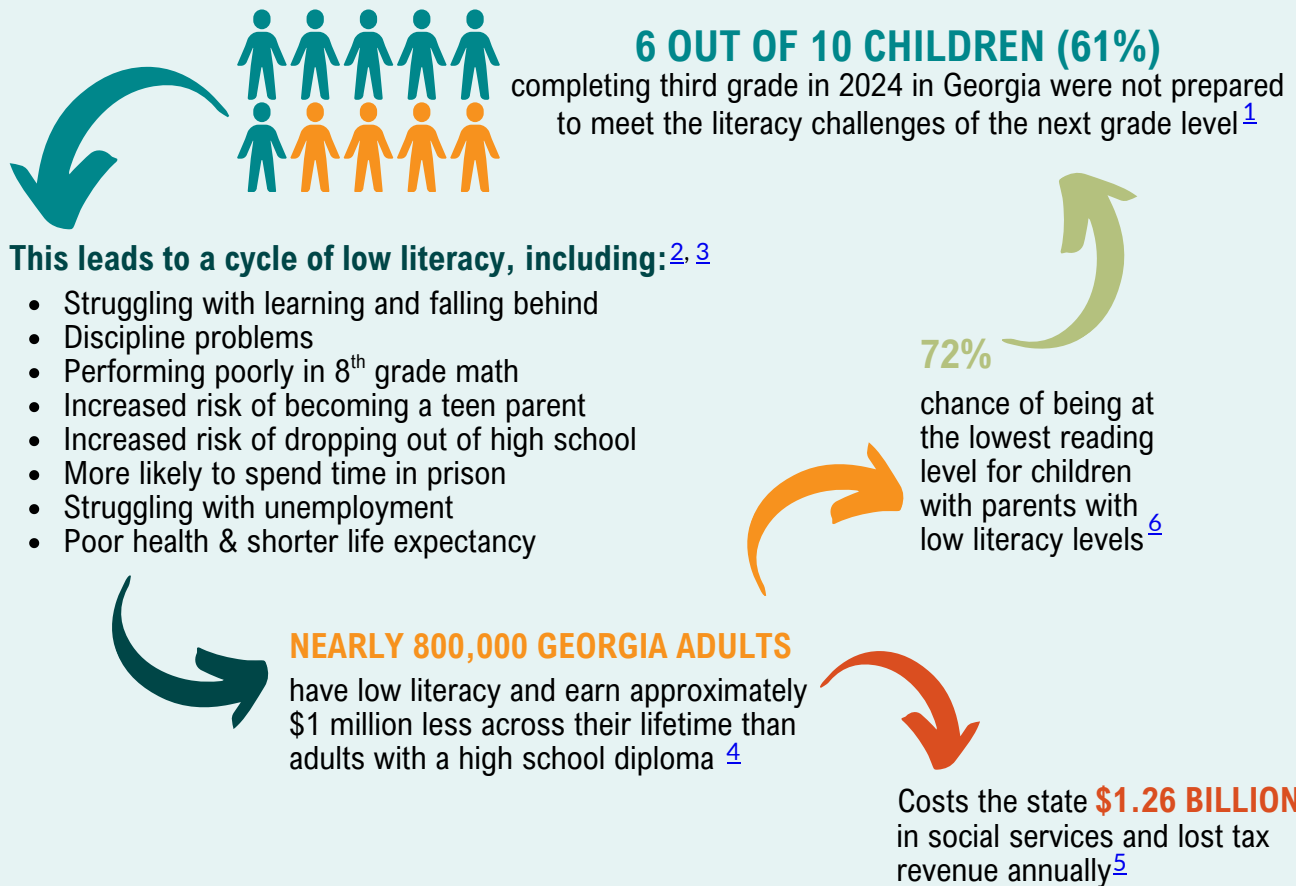 6 OUT OF 10 CHILDREN (61%)
completing third grade in 2024 in Georgia were not prepared
to meet the literacy challenges of the next grade level 1
This leads to a cycle of low literacy, including: 2, 3
• Struggling with learning and falling behind
• Discipline problems
• Performing poorly in 8th grade math
• Increased risk of becoming a teen parent
• Increased risk of dropping out of high school
• More likely to spend time in prison
• Struggling with unemployment
• Poor health & shorter life expectancy
NEARLY 800,000 GEORGIA ADULTS
have low literacy and earn approximately
$1 million less across their lifetime than
adults with a high school diploma 4
72%
chance of being at
the lowest reading
level for children
with parents with
low literacy levels 6
Costs the state $1.26 BILLION
in social services and lost tax
revenue annually 5